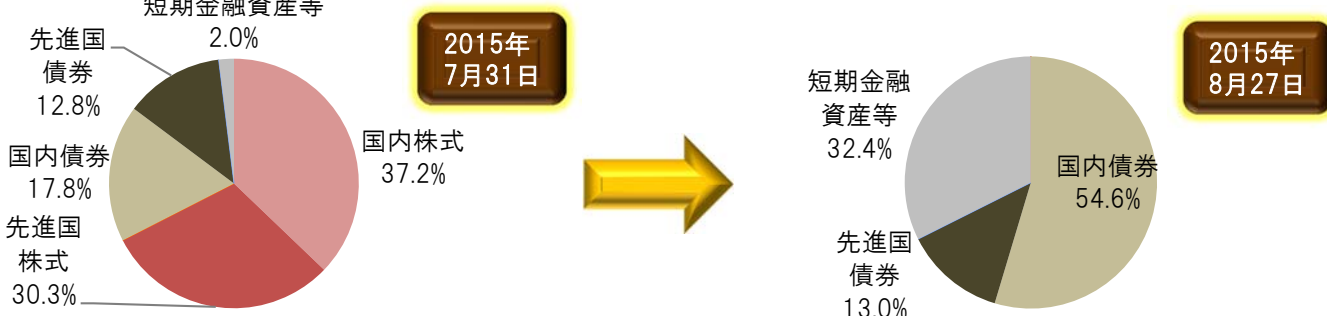 短期金融資産等
2.0%
先進国
債券
12.8%
国内債券
17.8%
先進国
株式
30.3%
国内株式
37.2%
2015年
7月31日
短期金融
資産等
32.4%
国内債券
54.6%
先進国
債券
13.0%
2015年
8月27日